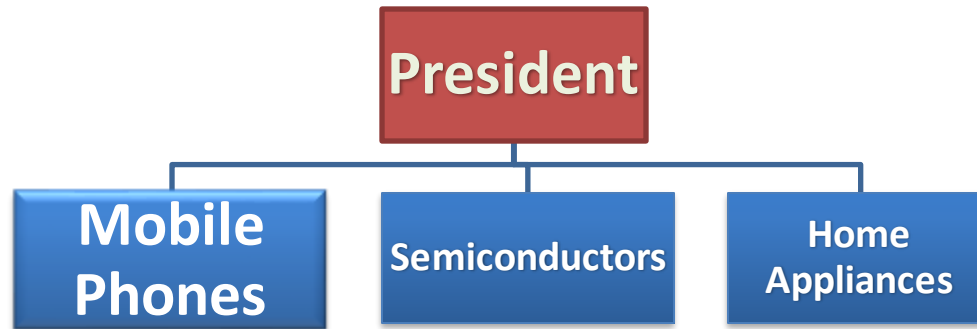 President
Mobile
Phones
Semiconductors
Home
Appliances